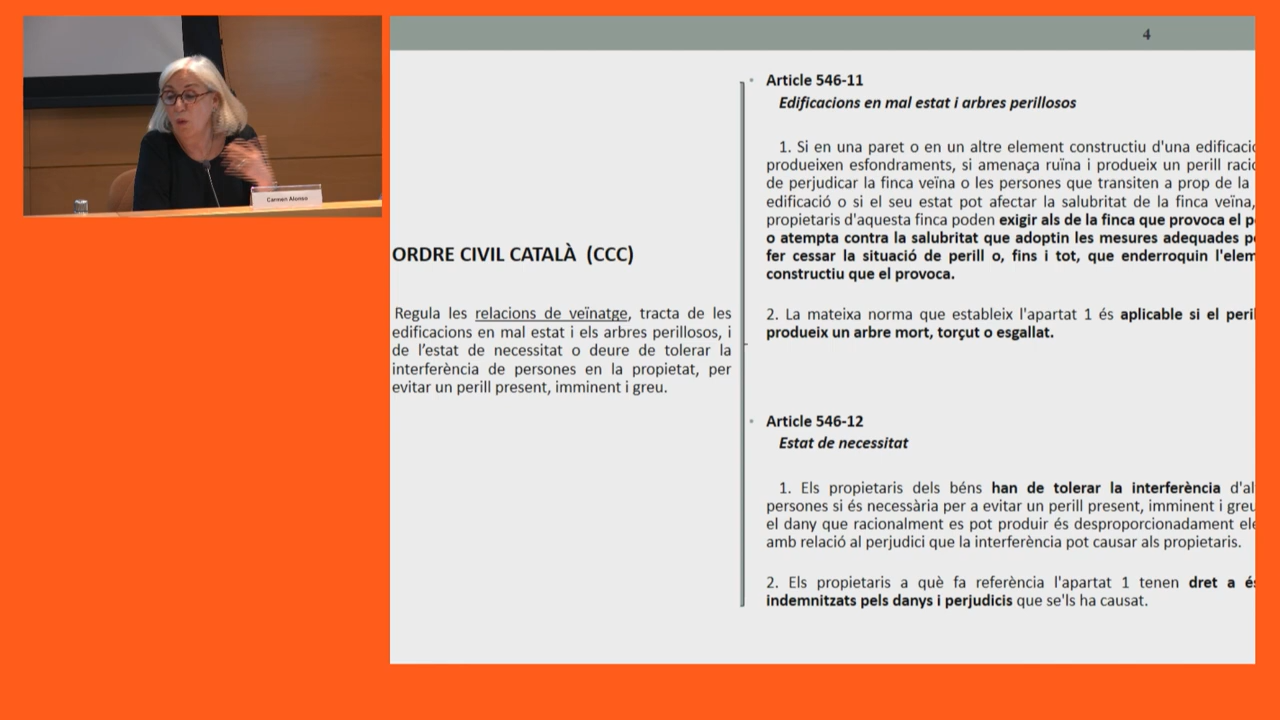 Carmen Alonso
4
ORDRE CIVIL CATALÀ (CCC)
Regula les relacions de veïnatge, tracta de les
edificacions en mal estat i els arbres perillosos, i
de l’estat de necessitat o deure de tolerar la
interferència de persones en la propietat, per
evitar un perill present, imminent i greu.
Article 546-11
Edificacions en mal estat i arbres perillosos
1. Si en una paret o en un altre element constructiu d'una edificaci
produeixen esfondraments, si amenaça ruïna i produeix un perill raci
de perjudicar la finca veïna o les persones que transiten a prop de la
edificació o si el seu estat pot afectar la salubritat de la finca veïna,
propietaris d'aquesta finca poden exigir als de la finca que provoca el
o atempta contra la salubritat que adoptin les mesures adequades
fer cessar la situació de perill o, fins i tot, que enderroquin l'elem
constructiu que el provoca.
2. La mateixa norma que estableix l'apartat 1 és aplicable si el peril
produeix un arbre mort, torçut o esgallat.
Article 546-12
Estat de necessitat
1. Els propietaris dels béns han de tolerar la interferència d'al
persones si és necessària per a evitar un perill present, imminent i greu
el dany que racionalment es pot produir és desproporcionadament ele
amb relació al perjudici que la interferència pot causar als propietaris.
2. Els propietaris a què fa referència l'apartat 1 tenen dret a és
indemnitzats pels danys i perjudicis que se'ls ha causat.